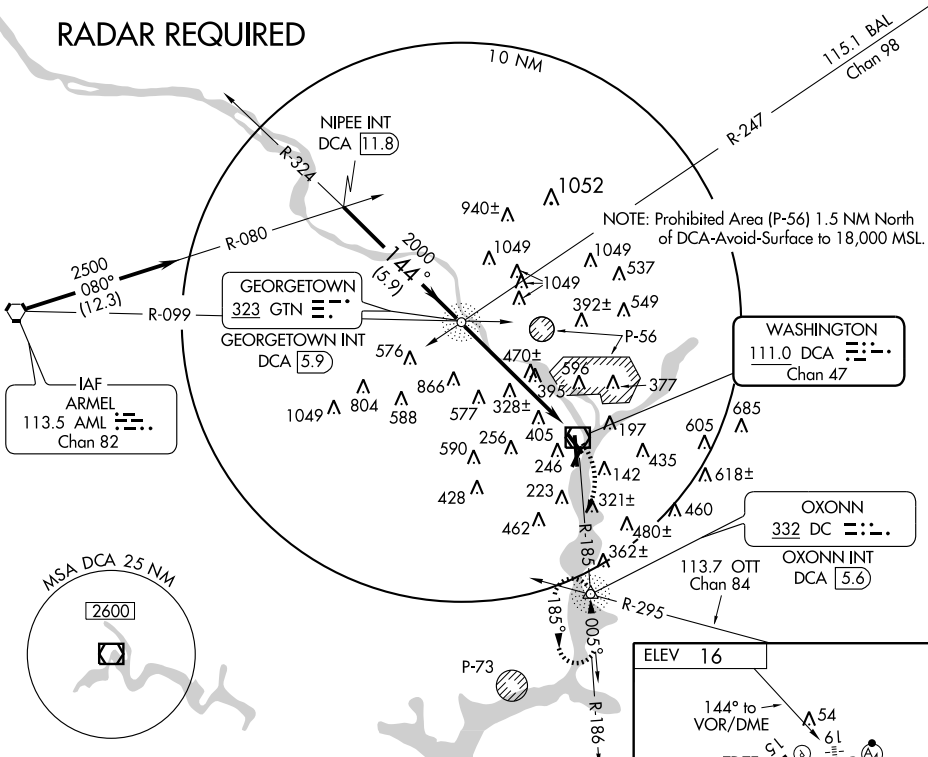 RADAR REQUIRED
10 NM
115.1 BAL
Chan 98
R-247
NIPEE INT
DCA 11.8
R-324
1052
940±
NOTE: Prohibited Area (P-56) 1.5 NM North
of DCA-Avoid-Surface to 18,000 MSL.
R-080
2500
080°
(12.3)
R-099
2000
144°
(5.9)
1049
1049
1049
537
392±
549
GEORGETOWN
323 GTN
GEORGETOWN INT
DCA 5.9
P-56
WASHINGTON
111.0 DCA
Chan 47
IAF
ARMEL
113.5 AML
Chan 82
576
470±
596
395
377
866
804
588
1049
577
328±
405
197
685
605
590
256
246
435
142
618±
428
223
321±
460
462
480±
R-185
362±
OXONN
332 DC
OXONN INT
DCA 5.6
113.7 OTT
Chan 84
R-295
MSA DCA 25 NM
2600
185°
005°
P-73
R-186
ELEV 16
144° to
VOR/DME
54
15
19